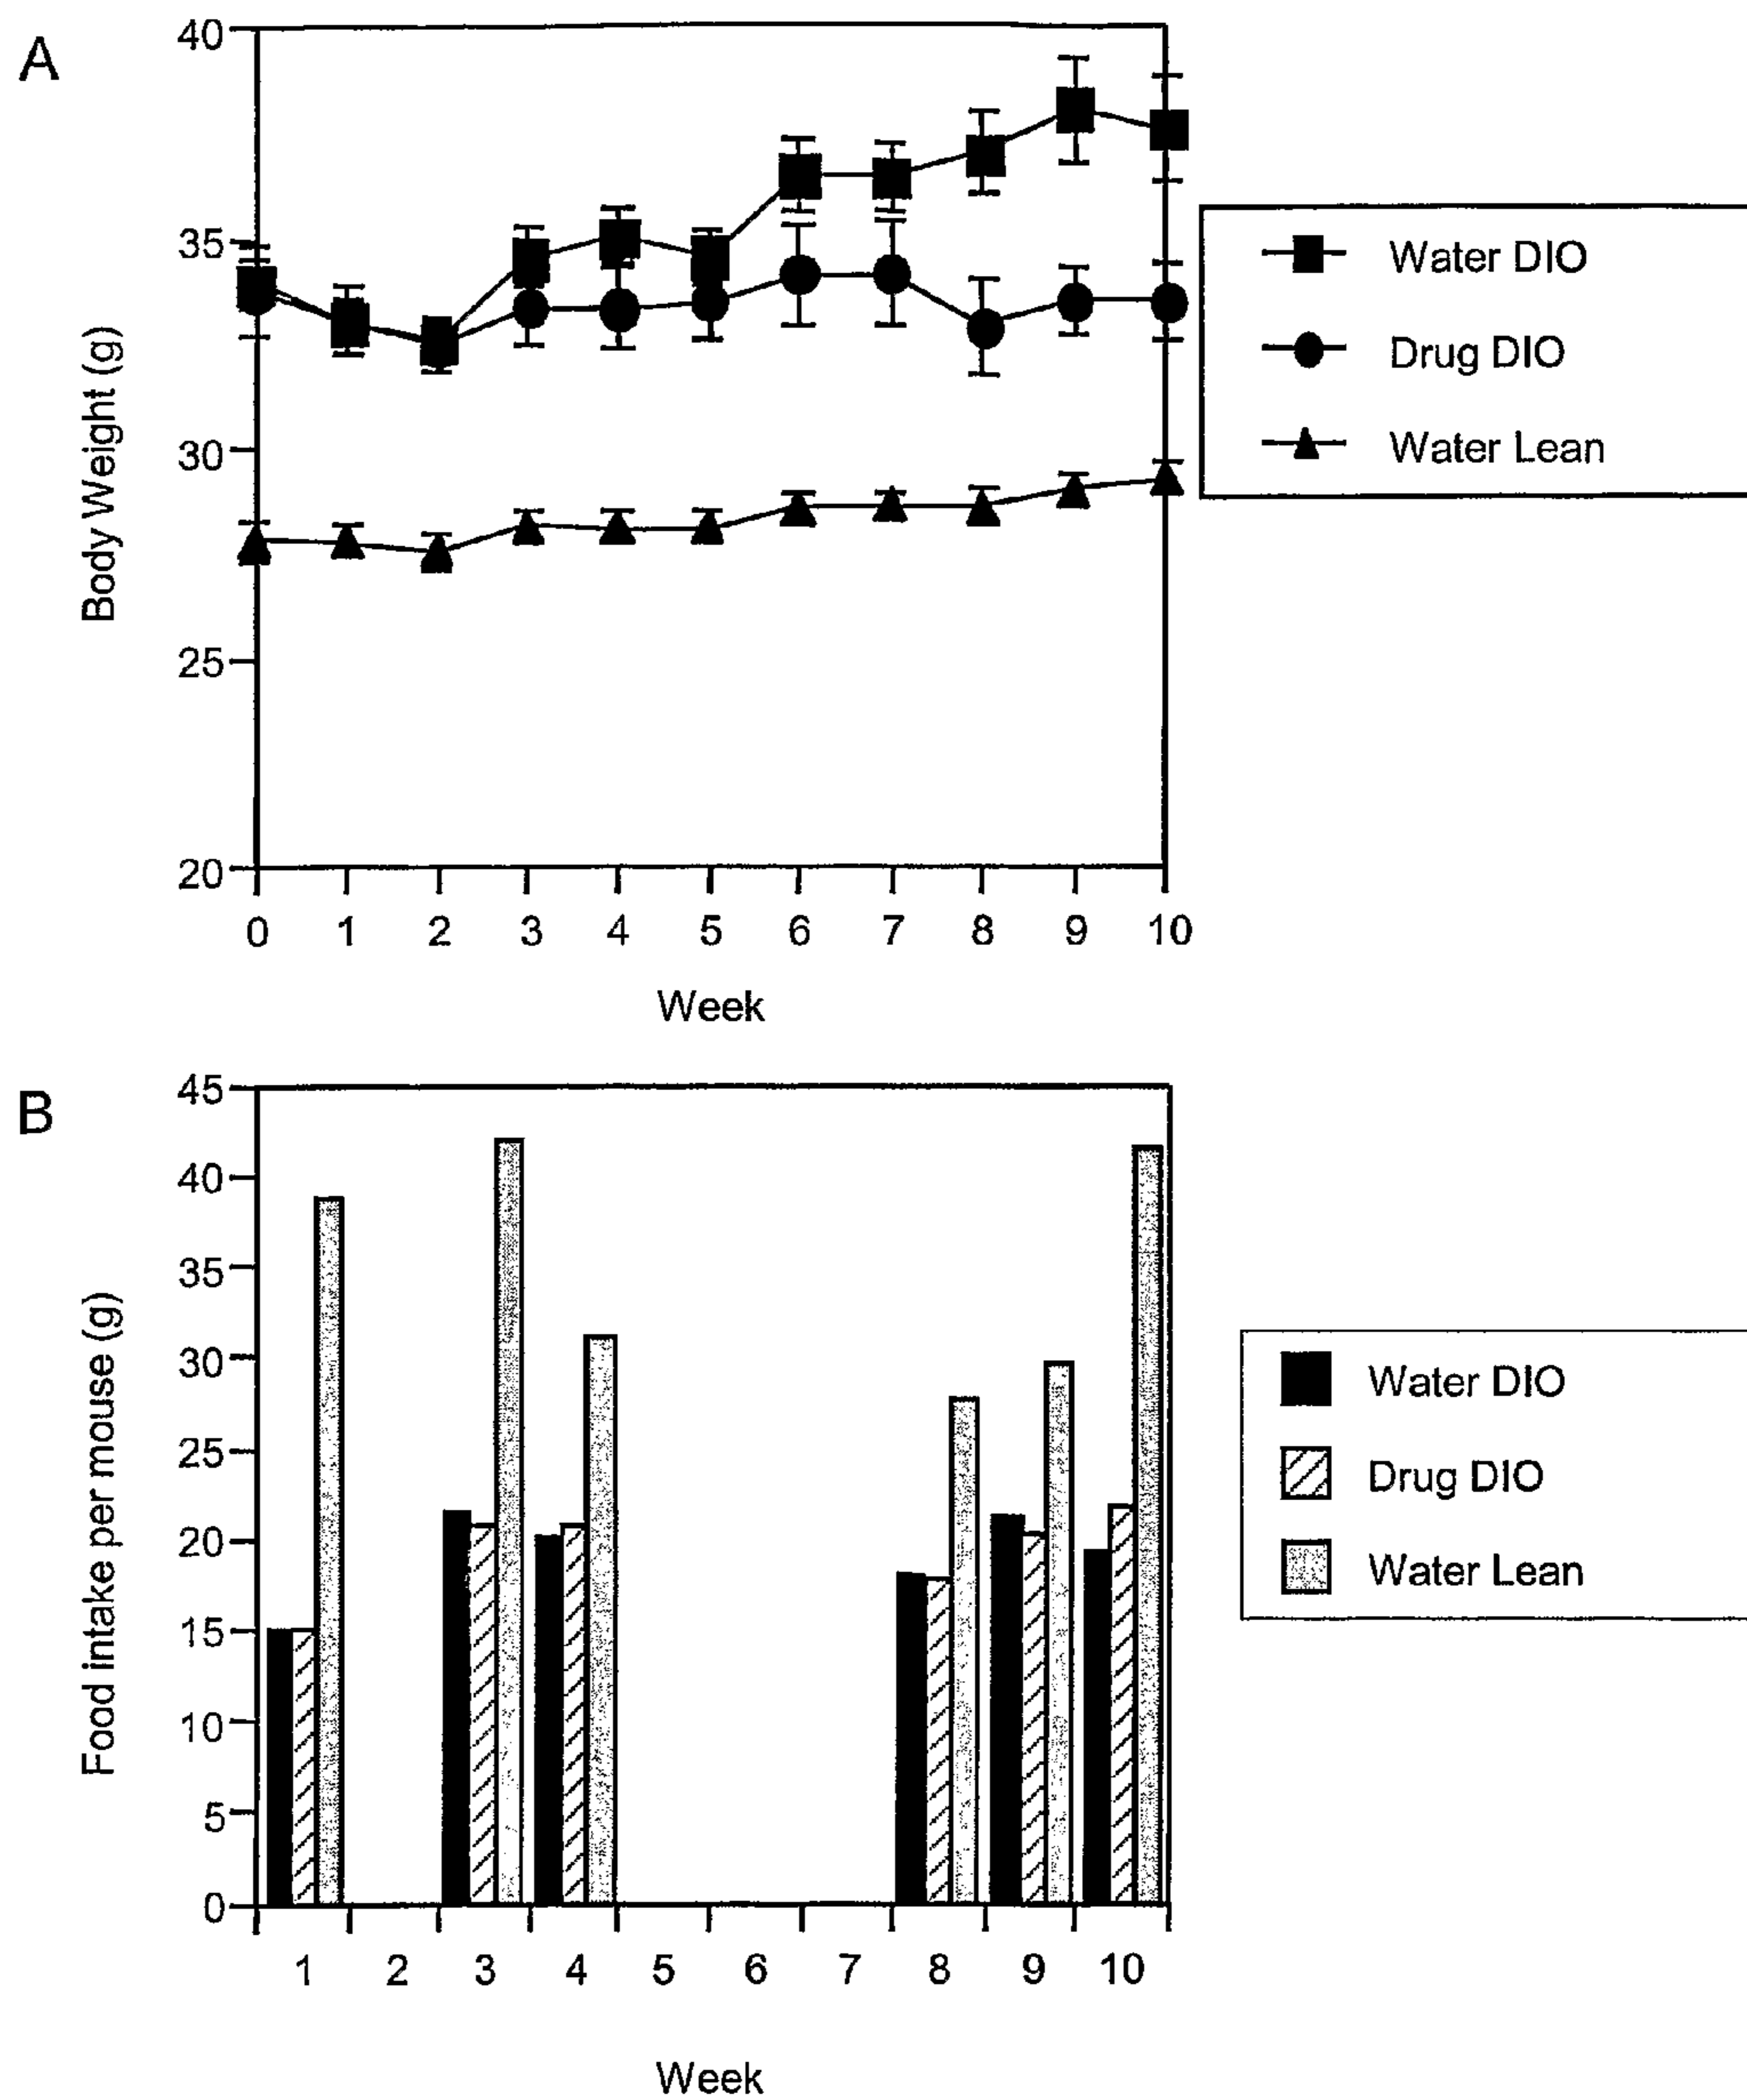 A
40
35
30
25
20
Body Weight (g)
0 1 2 3 4 5 6 7 8 9 10
Week
Water DIO
Drug DIO
Water Lean
B
45
40
35
30
25
20
15
10
5
0
Food intake per mouse (g)
1 2 3 4 5 6 7 8 9 10
Week
Water DIO
Drug DIO
Water Lean